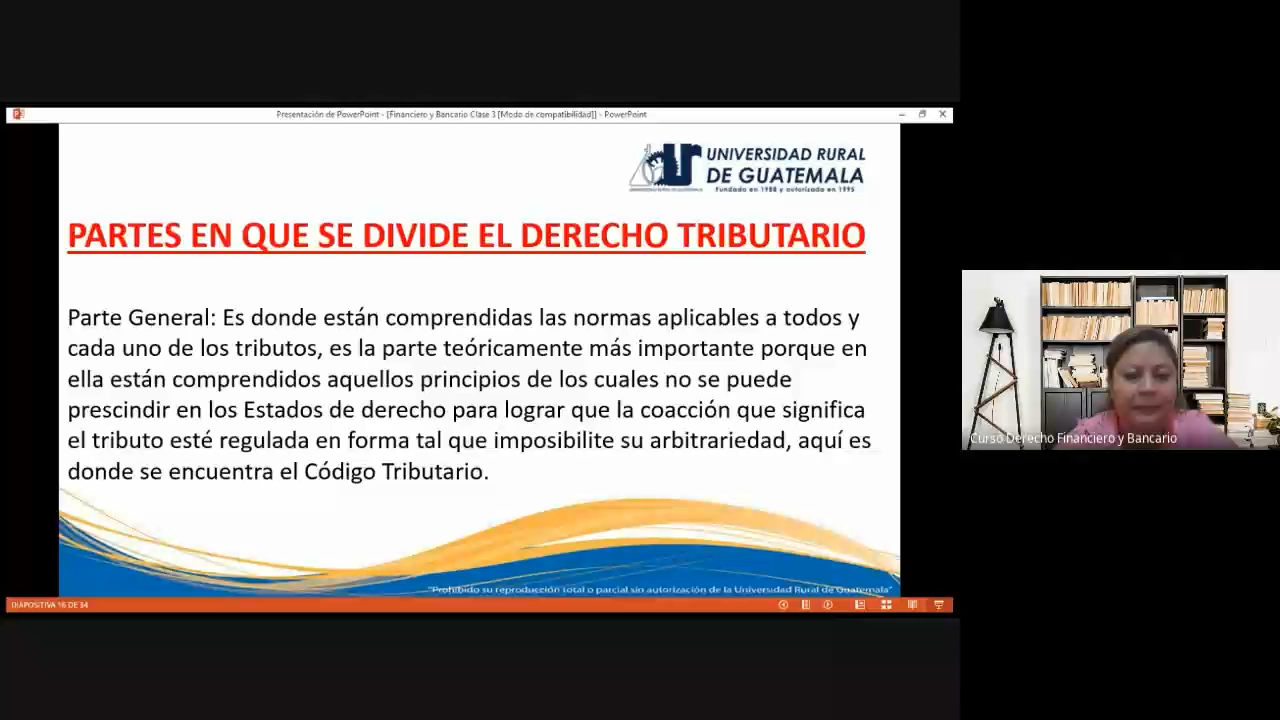 Presentación de PowerPoint - [Financiero y Bancario Clase 3 [Modo de compatibilidad]] - PowerPoint
UNIVERSIDAD RURAL
DE GUATEMALA
Fundado en 1988 y autorizado en 1995
PARTES EN QUE SE DIVIDE EL DERECHO TRIBUTARIO
Parte General: Es donde están comprendidas las normas aplicables a todos y
cada uno de los tributos, es la parte teóricamente más importante porque en
ella están comprendidos aquellos principios de los cuales no se puede
prescindir en los Estados de derecho para lograr que la coacción que significa
el tributo esté regulada en forma tal que imposibilite su arbitrariedad, aquí es
donde se encuentra el Código Tributario.
"Prohibido su reproducción total o parcial sin autorización de la Universidad Rural de Guatemala"
DIAPOSITIVA 16 DE 34
Curso Derecho Financiero y Bancario